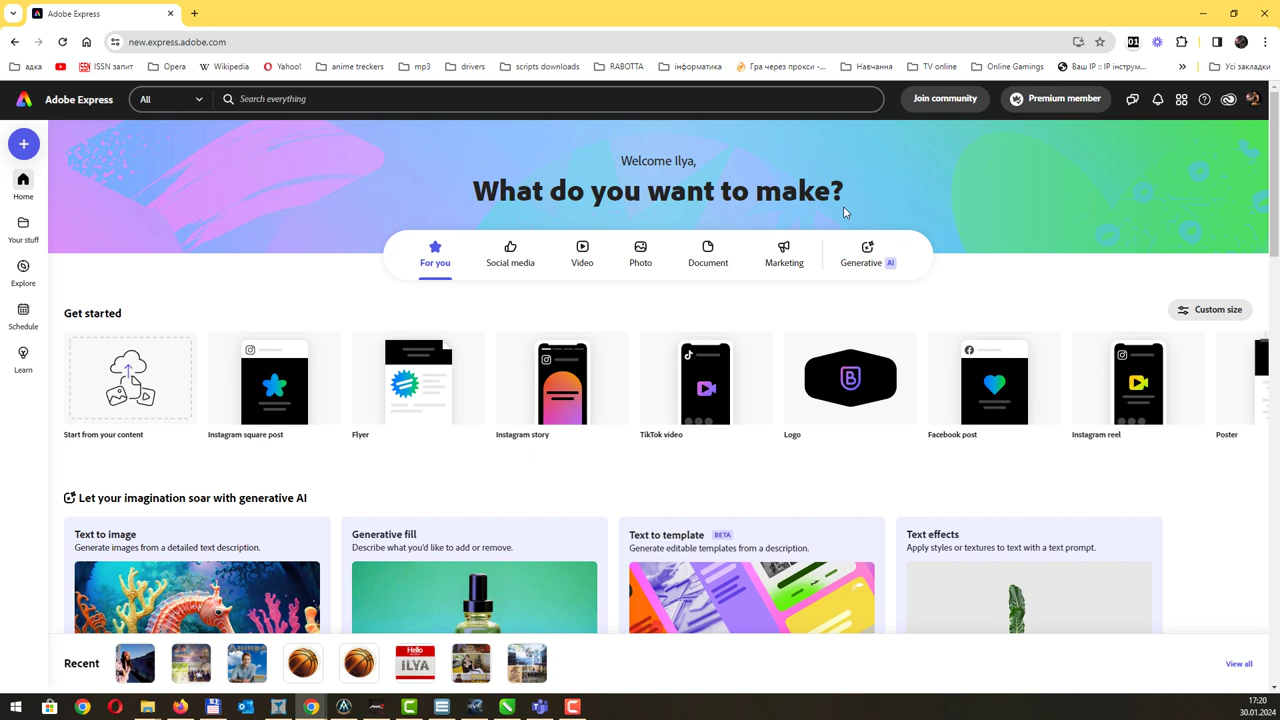 Adobe Express
new.express.adobe.com
01
адка
ISSN запит
Opera
Wikipedia
Yahoo!
anime treckers
mp3
drivers
scripts downloads
RABOTTA
інформатика
Гра через прокси -...
Навчання
TV online
Online Gamings
Ваш IP :: IP інструм...
Усі закладки
Adobe Express
All
Search everything
Join community
Premium member
Home
Your stuff
Explore
Schedule
Learn
Welcome Ilya,
What do you want to make?
For you
Social media
Video
Photo
Document
Marketing
Generative AI
Get started
Custom size
Start from your content
Instagram square post
Flyer
Instagram story
TikTok video
B
Logo
Facebook post
Instagram reel
Poster
Let your imagination soar with generative AI
Text to image
Generate images from a detailed text description.
Generative fill
Describe what you'd like to add or remove.
Text to template BETA
Generate editable templates from a description.
Text effects
Apply styles or textures to text with a text prompt.
Recent
Hello
ILYA
View all
17:20
30.01.2024